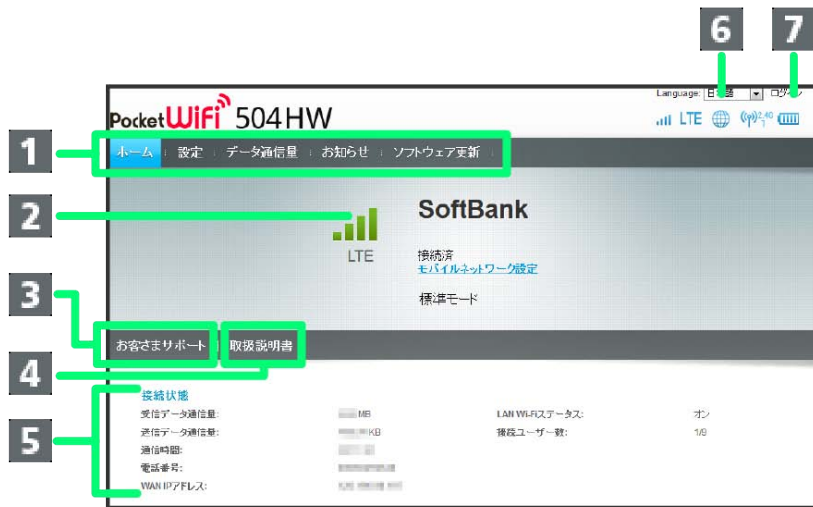 6 7
Language: 日本語 ログイン
Pocket WiFi 504HW
LTE
1
ホーム 設定 データ通信量 お知らせ ソフトウェア更新
2
SoftBank
LTE
接続済
モバイルネットワーク設定
標準モード
3
お客さまサポート 取扱説明書
4
接続状態
5
受信データ通信量: MB LAN Wi-Fiステータス: オン
送信データ通信量: KB 接続ユーザー数:
通信時間:
電話番号:
WAN IPアドレス: